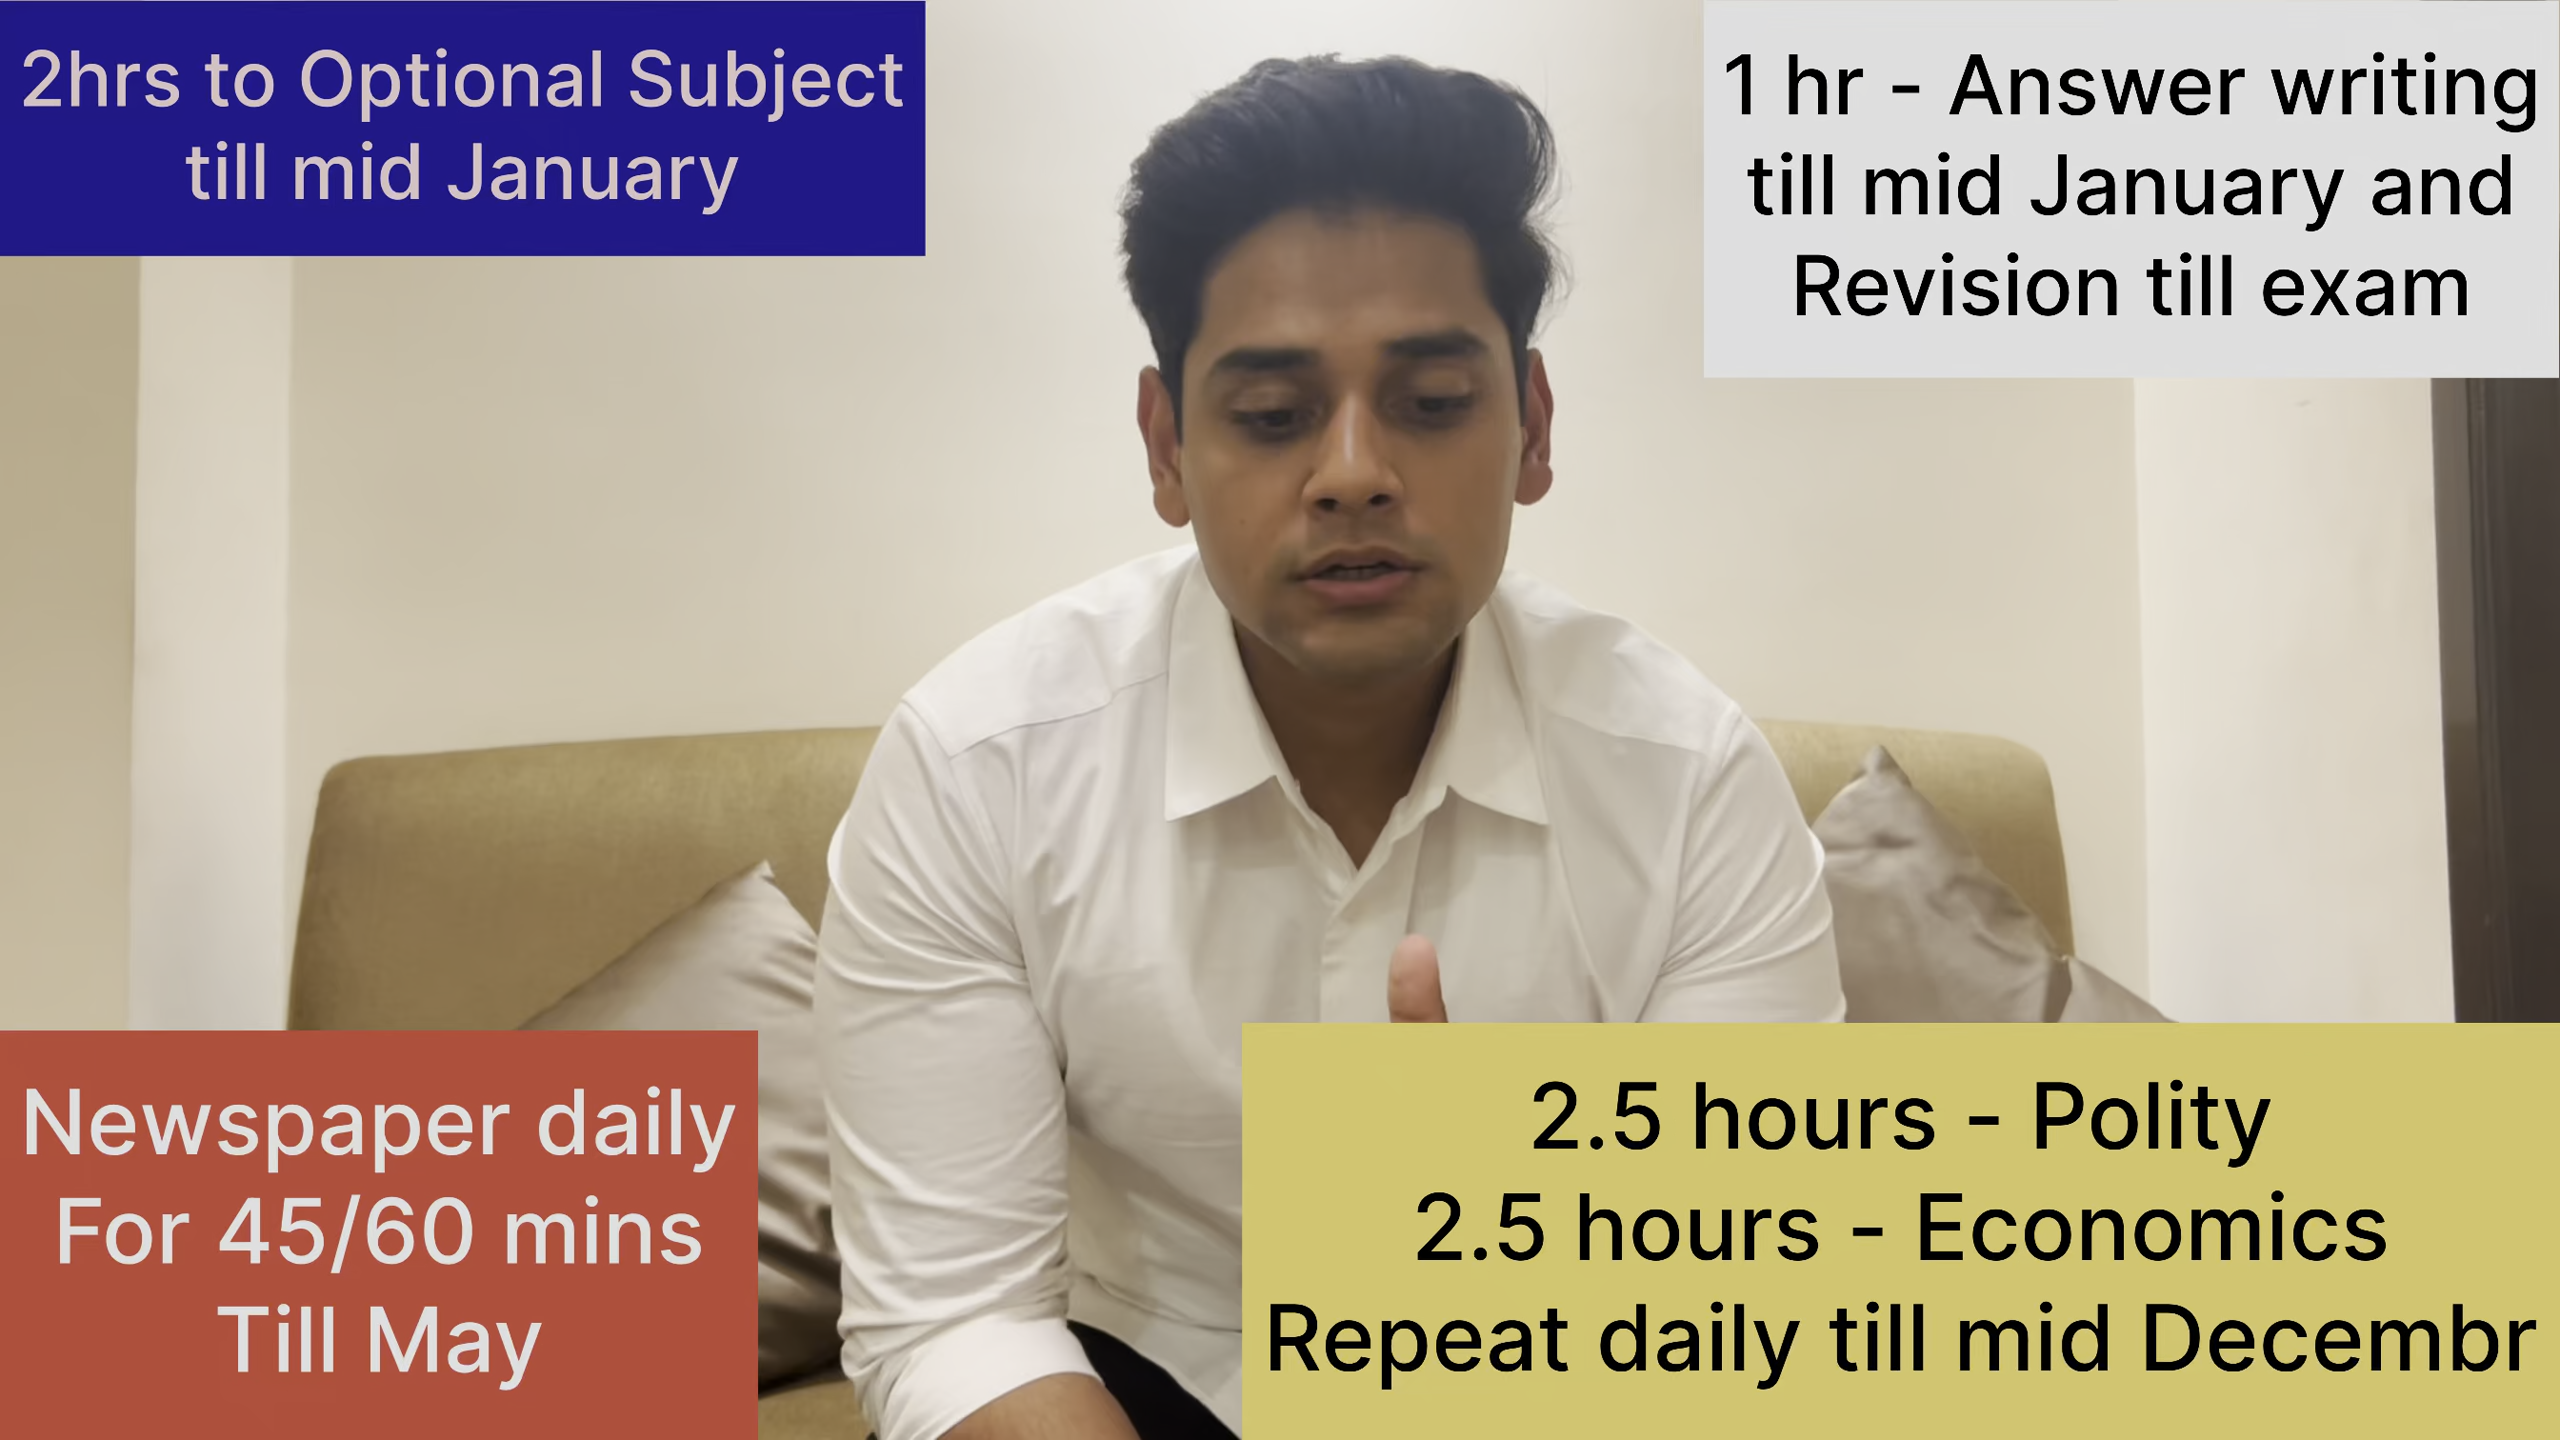 2hrs to Optional Subject
till mid January
1 hr - Answer writing
till mid January and
Revision till exam
Newspaper daily
For 45/60 mins
Till May
2.5 hours - Polity
2.5 hours - Economics
Repeat daily till mid Decembr